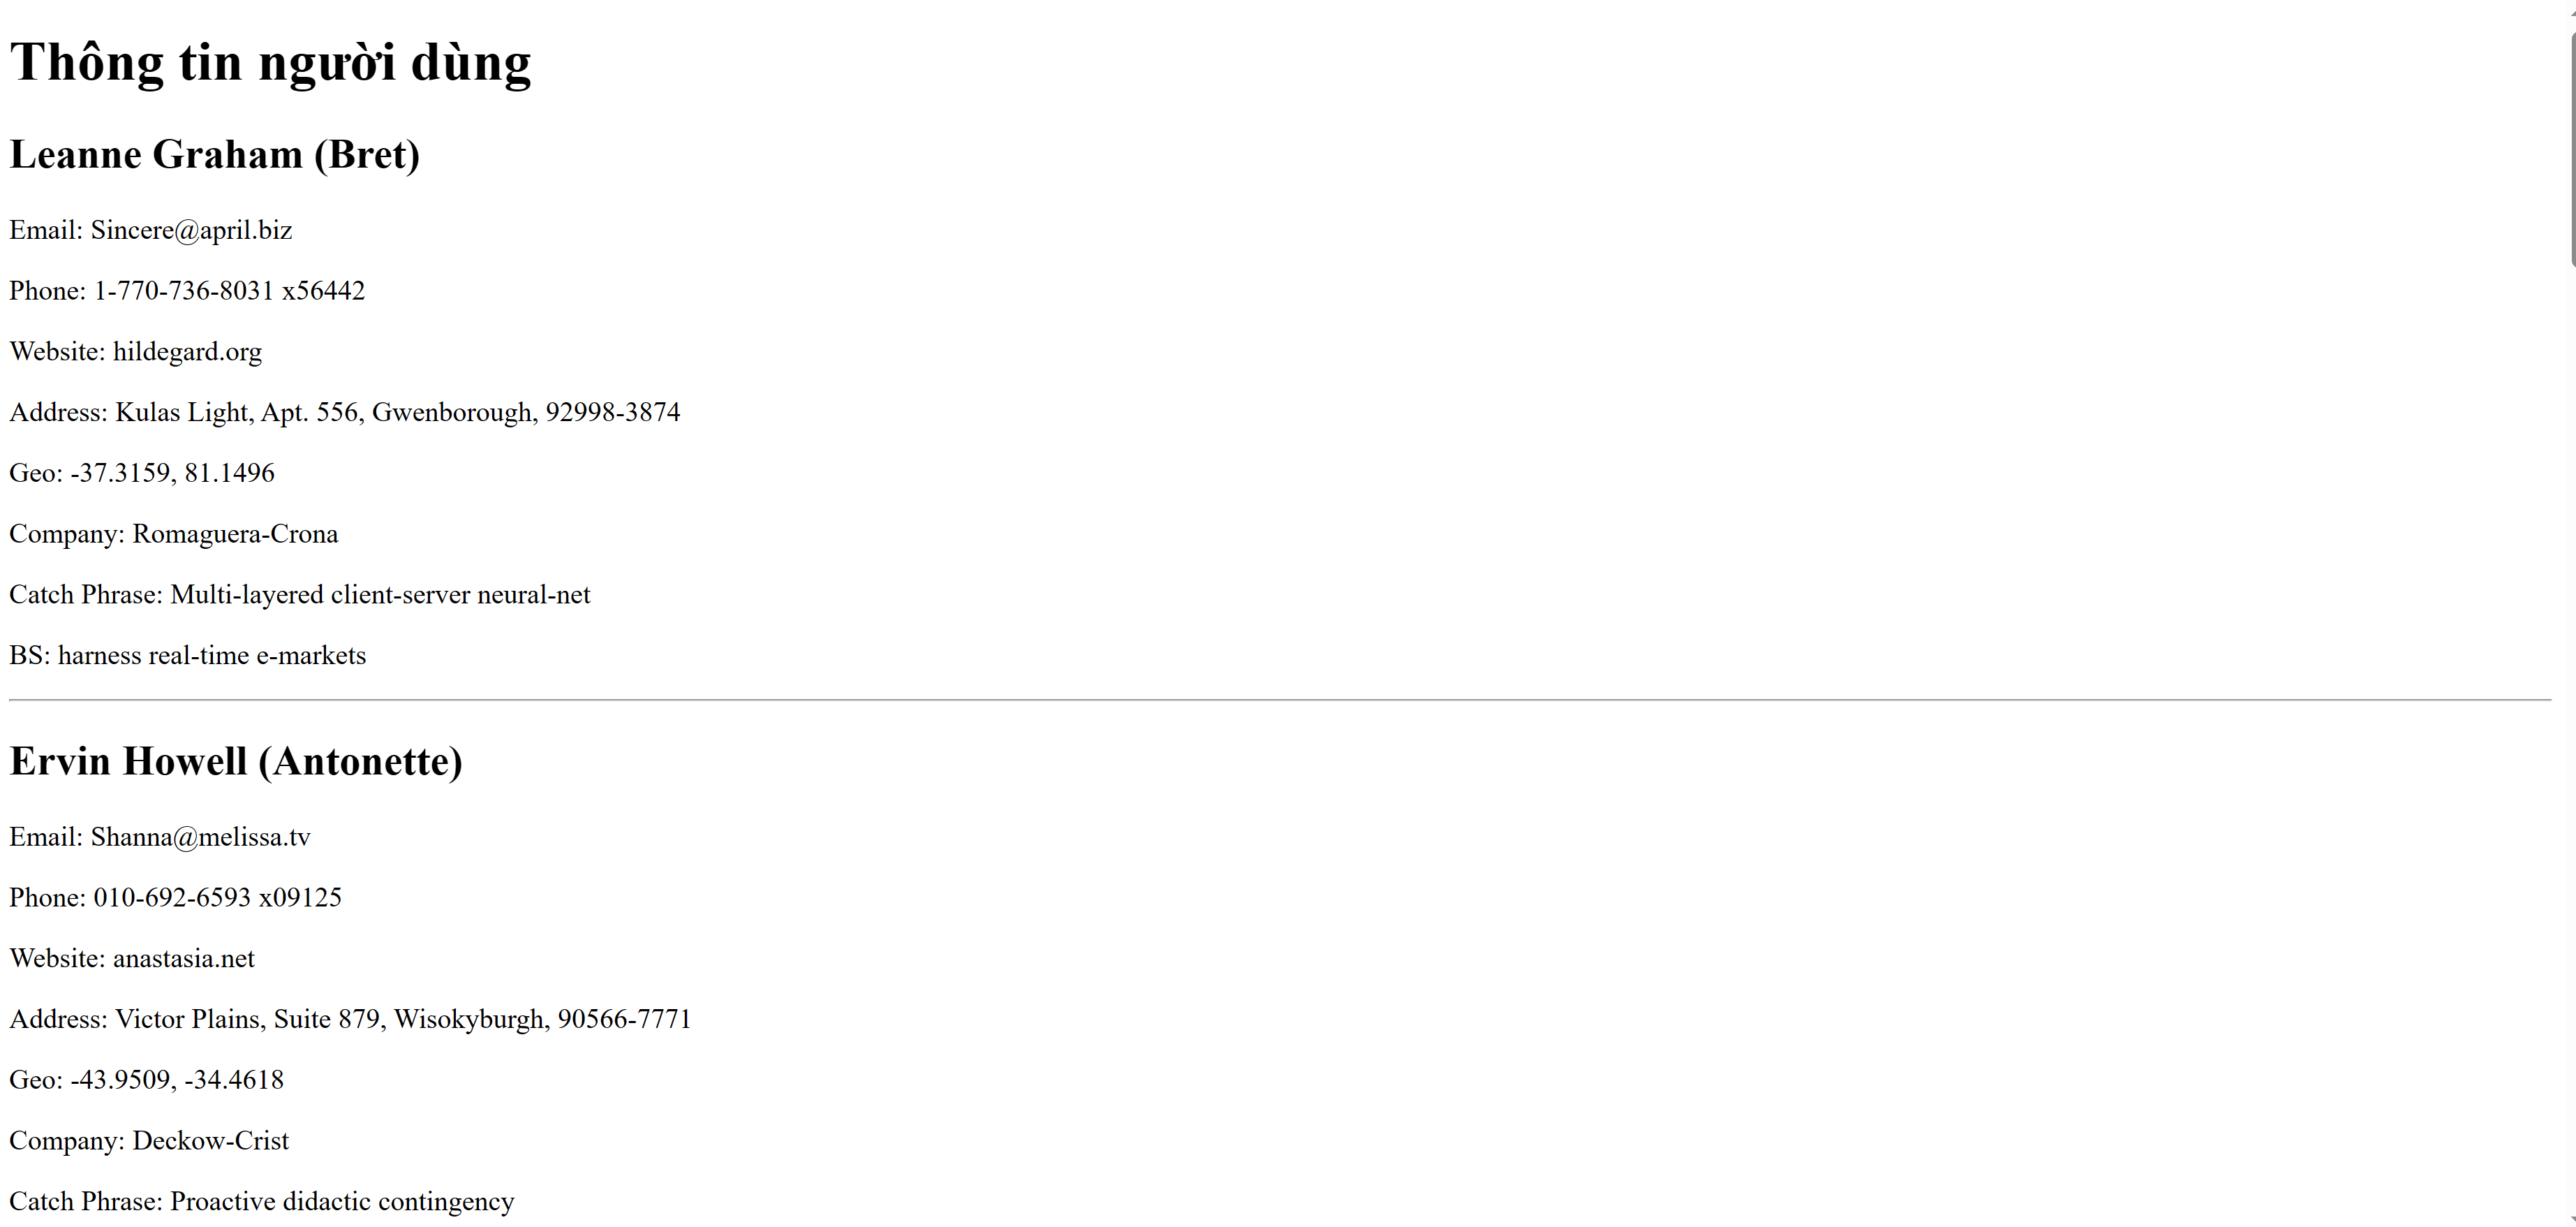 Thông tin người dùng
Leanne Graham (Bret)
Email: Sincere@april.biz
Phone: 1-770-736-8031 x56442
Website: hildegard.org
Address: Kulas Light, Apt. 556, Gwenborough, 92998-3874
Geo: -37.3159, 81.1496
Company: Romaguera-Crona
Catch Phrase: Multi-layered client-server neural-net
BS: harness real-time e-markets
Ervin Howell (Antonette)
Email: Shanna@melissa.tv
Phone: 010-692-6593 x09125
Website: anastasia.net
Address: Victor Plains, Suite 879, Wisokyburgh, 90566-7771
Geo: -43.9509, -34.4618
Company: Deckow-Crist
Catch Phrase: Proactive didactic contingency